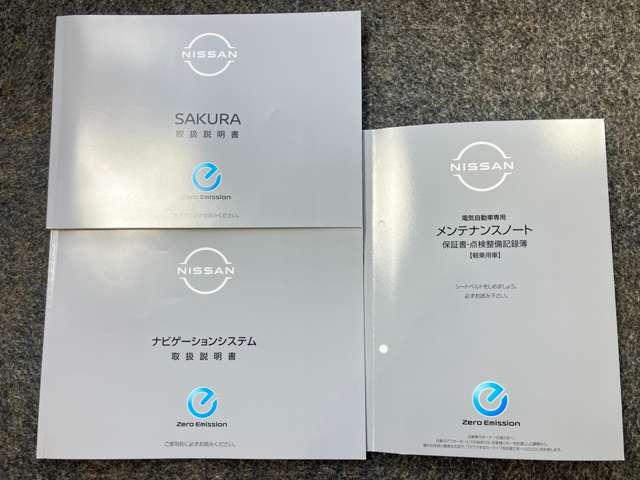 NISSAN
SAKURA
取扱説明書
Zero Emission
NISSAN
ナビゲーションシステム
取扱説明書
Zero Emission
ご使用前に必ずお読みください。
NISSAN
電気自動車専用
メンテナンスノート
保証書・点検整備記録簿
【軽乗用車】
シートベルトをしめましょう。
必ずお読み下さい。
Zero Emission